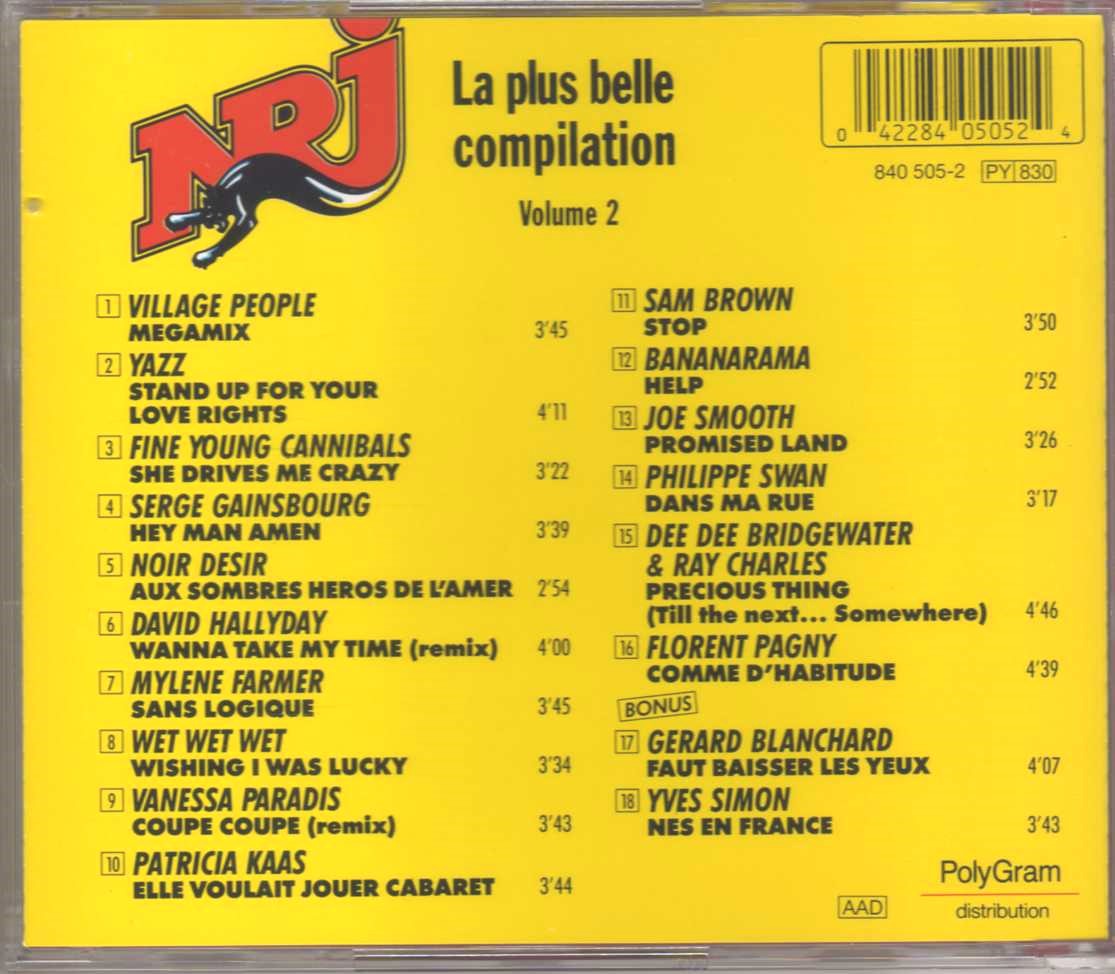 NRJ
La plus belle
compilation
Volume 2
0 42284 05052 4
840 505-2 PY 830
1 VILLAGE PEOPLE
MEGAMIX 3'45
2 YAZZ
STAND UP FOR YOUR
LOVE RIGHTS 4'11
3 FINE YOUNG CANNIBALS
SHE DRIVES ME CRAZY 3'22
4 SERGE GAINSBOURG
HEY MAN AMEN 3'39
5 NOIR DESIR
AUX SOMBRES HEROS DE L'AMER 2'54
6 DAVID HALLYDAY
WANNA TAKE MY TIME (remix) 4'00
7 MYLENE FARMER
SANS LOGIQUE 3'45
8 WET WET WET
WISHING I WAS LUCKY 3'34
9 VANESSA PARADIS
COUPE COUPE (remix) 3'43
10 PATRICIA KAAS
ELLE VOULAIT JOUER CABARET 3'44
11 SAM BROWN
STOP 3'50
12 BANANARAMA
HELP 2'52
13 JOE SMOOTH
PROMISED LAND 3'26
14 PHILIPPE SWAN
DANS MA RUE 3'17
15 DEE DEE BRIDGEWATER
& RAY CHARLES
PRECIOUS THING
(Till the next... Somewhere) 4'46
16 FLORENT PAGNY
COMME D'HABITUDE 4'39
BONUS
17 GERARD BLANCHARD
FAUT BAISSER LES YEUX 4'07
18 YVES SIMON
NES EN FRANCE 3'43
AAD
PolyGram
distribution